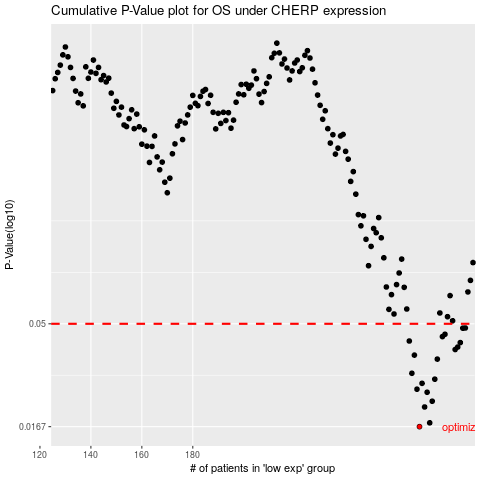 Cumulative P-Value plot for OS under CHERP expression
P-Value(log10)
0.05
0.0167
optimiz
120 140 160 180
# of patients in 'low exp' group